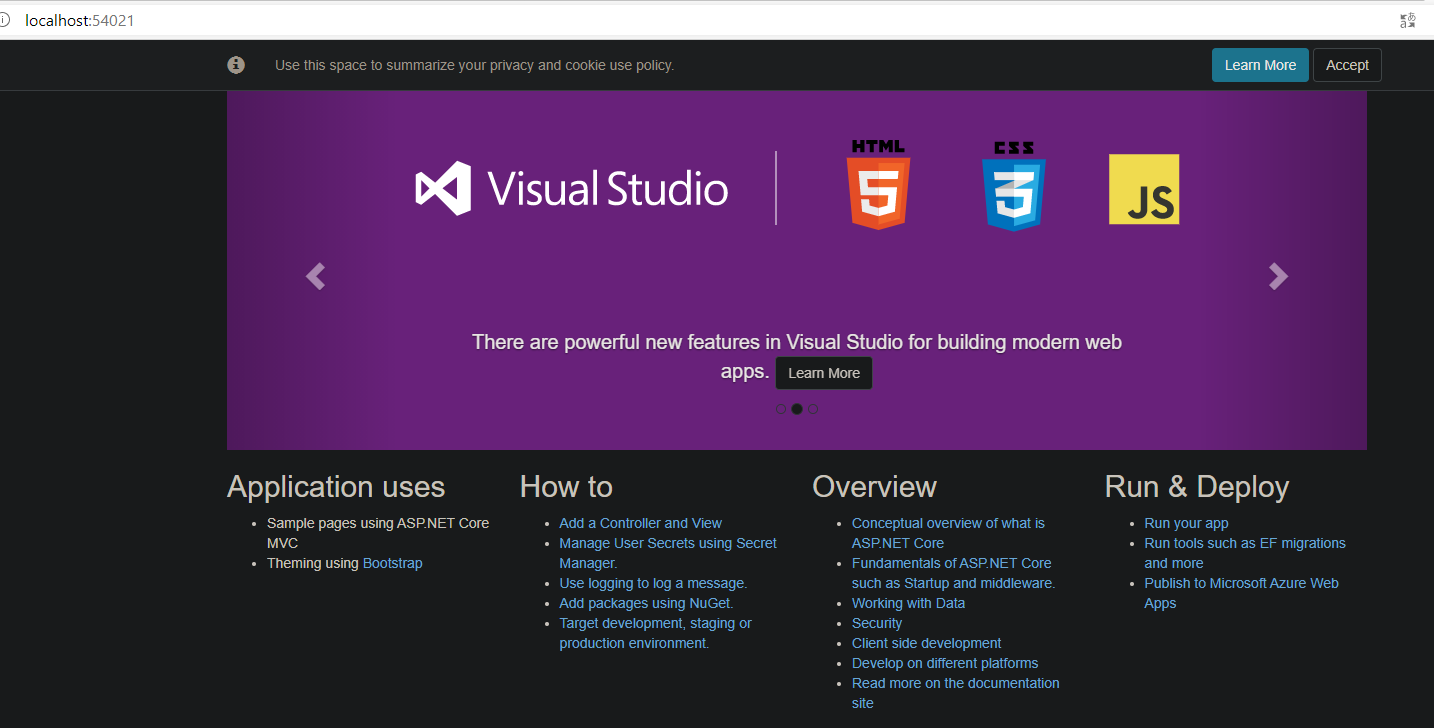 localhost:54021
Use this space to summarize your privacy and cookie use policy.
Learn More
Accept
Visual Studio
HTML
5
CSS
3
JS
There are powerful new features in Visual Studio for building modern web
apps.
Learn More
Application uses
Sample pages using ASP.NET Core
MVC
Theming using Bootstrap
How to
Add a Controller and View
Manage User Secrets using Secret
Manager.
Use logging to log a message.
Add packages using NuGet.
Target development, staging or
production environment.
Overview
Conceptual overview of what is
ASP.NET Core
Fundamentals of ASP.NET Core
such as Startup and middleware.
Working with Data
Security
Client side development
Develop on different platforms
Read more on the documentation
site
Run & Deploy
Run your app
Run tools such as EF migrations
and more
Publish to Microsoft Azure Web
Apps